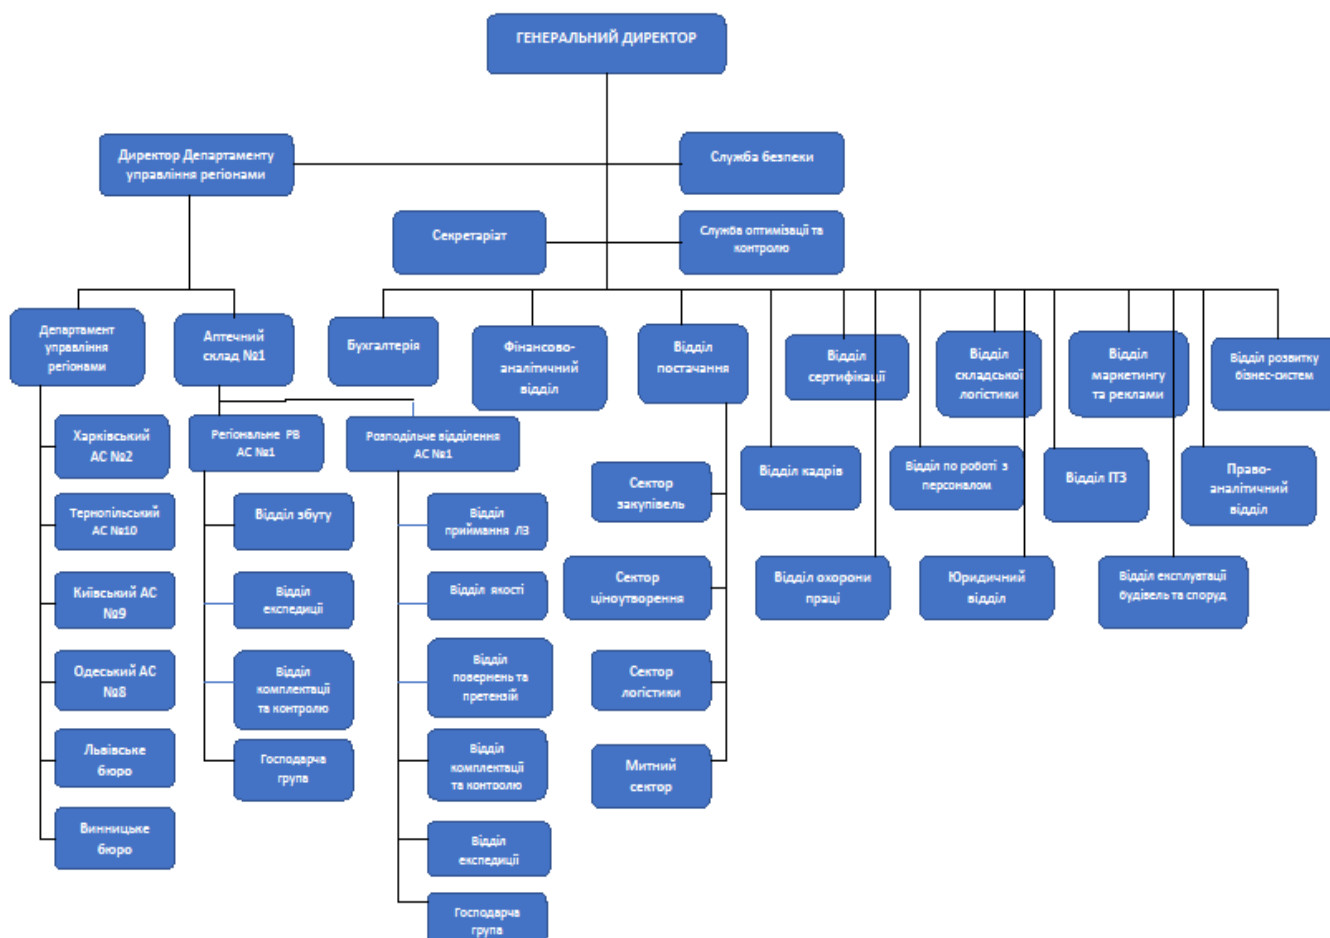 ГЕНЕРАЛЬНИЙ ДИРЕКТОР
Директор Департаменту
управління регіонами
Служба безпеки
Секретаріат
Служба оптимізації та
контролю
Департамент
управління
регіонами
Аптечний
склад №1
Бухгалтерія
Фінансово-
аналітичний
відділ
Відділ
постачання
Відділ
сертифікації
Відділ
складської
логістики
Відділ
маркетингу
та реклами
Відділ розвитку
бізнес-систем
Харківський
АС №2
Регіональне РВ
АС №1
Розподільче відділення
АС №1
Сектор
закупівель
Відділ кадрів
Відділ по роботі з
персоналом
Відділ ІТЗ
Право-
аналітичний
відділ
Тернопільський
АС №10
Відділ збуту
Відділ
приймання ЛЗ
Київський АС
№9
Відділ
експедиції
Відділ якості
Сектор
ціноутворення
Відділ охорони
праці
Юридичний
відділ
Відділ експлуатації
будівель та споруд
Одеський АС
№8
Відділ
комплектації
та контролю
Відділ
повернень та
претензій
Сектор
логістики
Львівське
бюро
Господарча
група
Відділ
комплектації
та контролю
Митний
сектор
Винницьке
бюро
Відділ
експедиції
Господарча
група